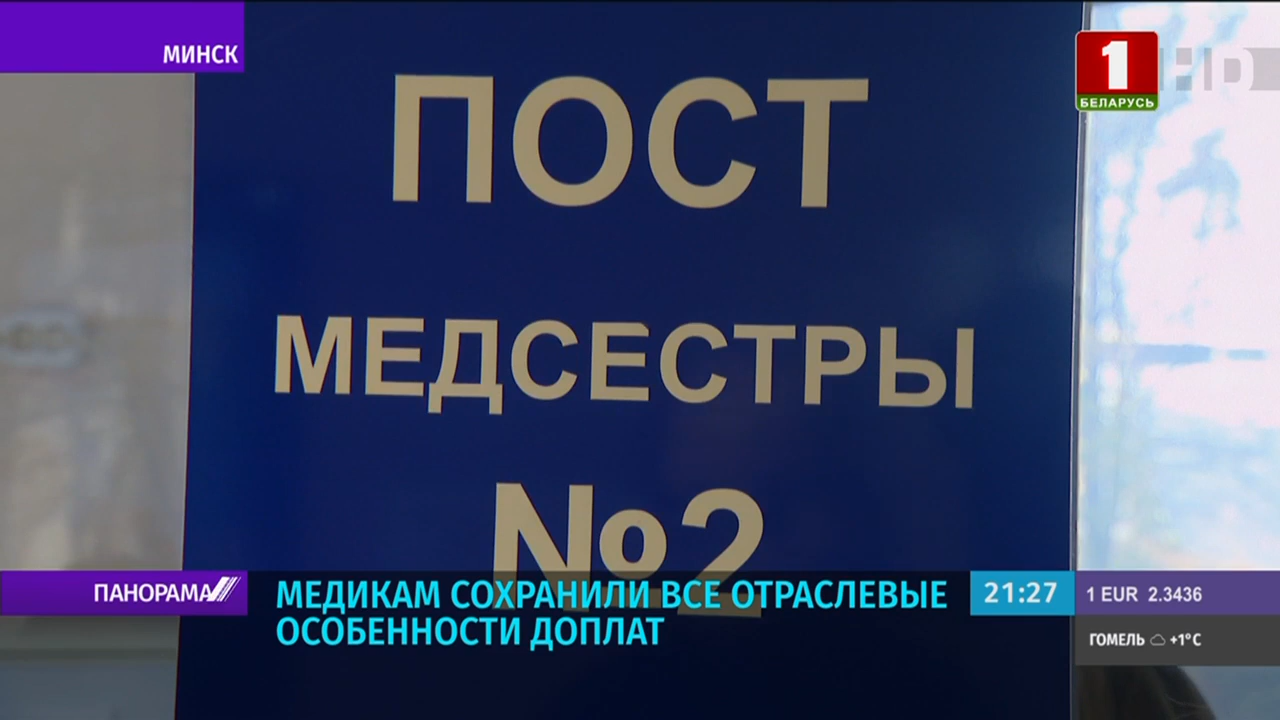 МИНСК
1 HD
БЕЛАРУСЬ
ПОСТ
МЕДСЕСТРЫ
№2
ПАНОРАМА
МЕДИКАМ СОХРАНИЛИ ВСЕ ОТРАСЛЕВЫЕ
ОСОБЕННОСТИ ДОПЛАТ
21:27
1 EUR 2.3436
ГОМЕЛЬ +1°C